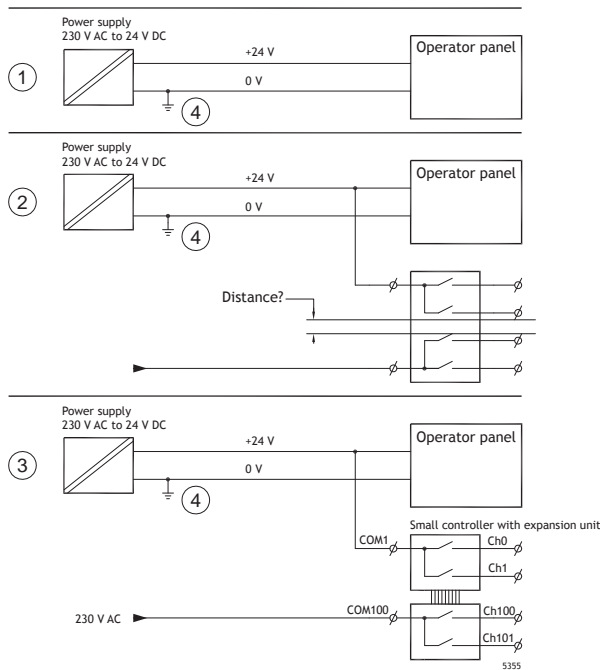 Power supply
230 V AC to 24 V DC
+24 V
Operator panel
1
0 V
4
Power supply
230 V AC to 24 V DC
+24 V
Operator panel
2
0 V
4
Distance?
Power supply
230 V AC to 24 V DC
+24 V
Operator panel
3
0 V
4
Small controller with expansion unit
COM1
Ch0
Ch1
230 V AC
COM100
Ch100
Ch101
5355